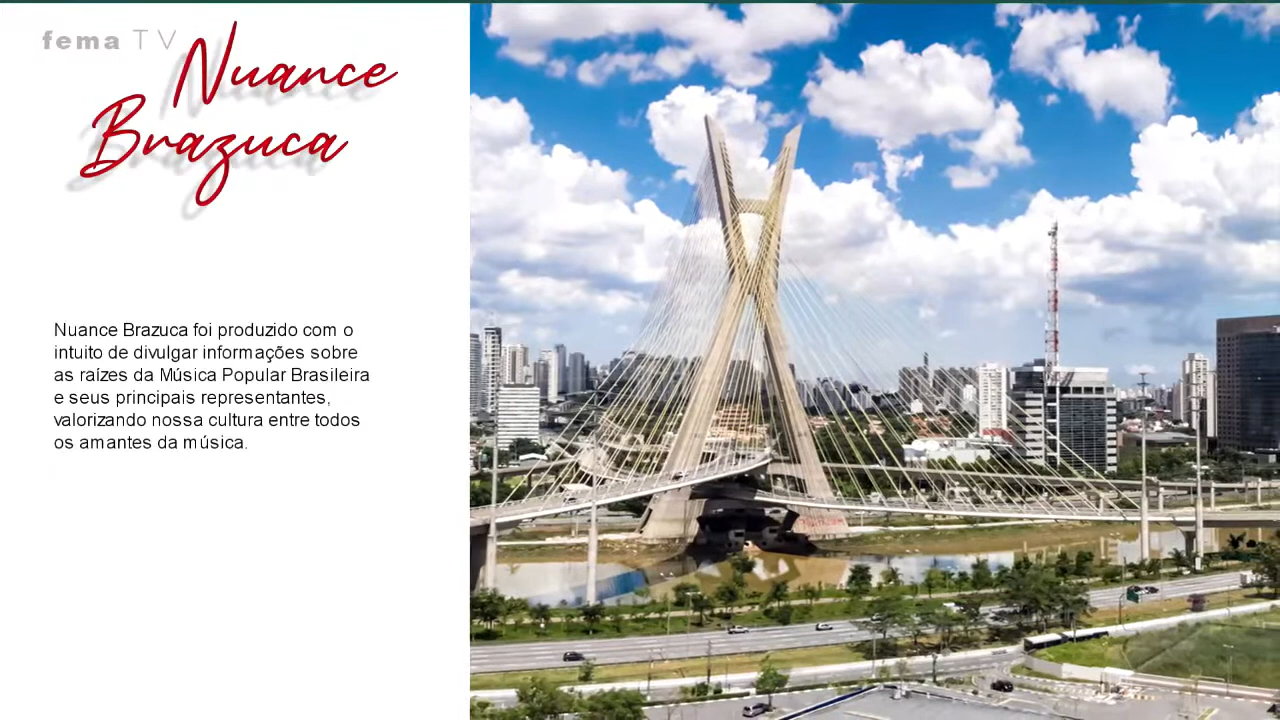 fema TV
Nuance
Brazuca
Nuance Brazuca foi produzido com o
intuito de divulgar informações sobre
as raízes da Música Popular Brasileira
e seus principais representantes,
valorizando nossa cultura entre todos
os amantes da música.